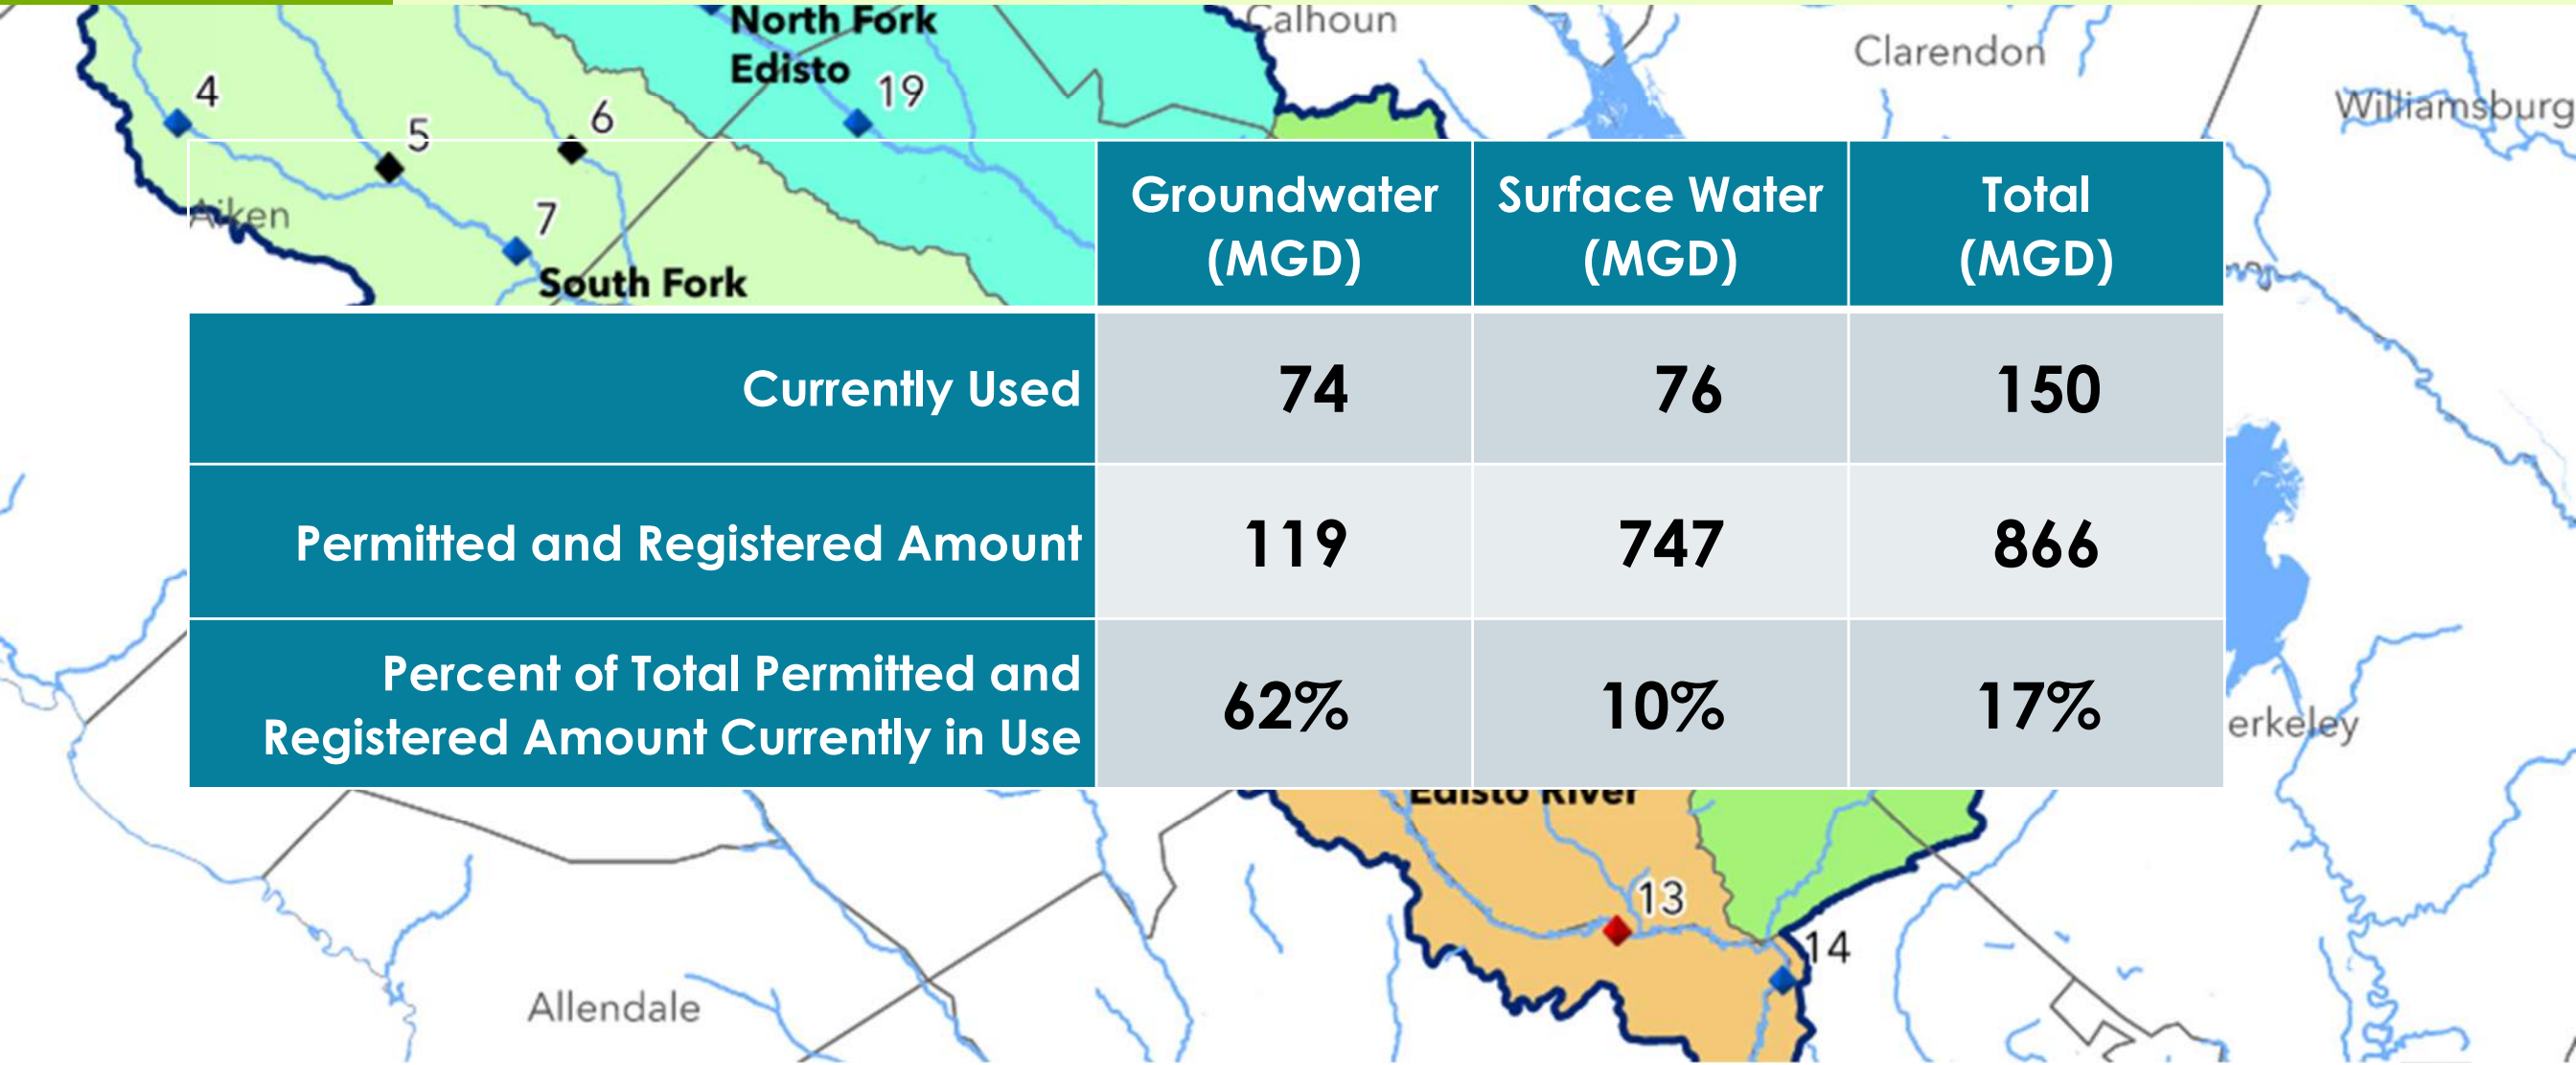 North Fork
Edisto
Calhoun
Clarendon
Williamsburg
4
5
6
19
7
Aiken
South Fork
Groundwater
(MGD)
Surface Water
(MGD)
Total
(MGD)
Currently Used
74
76
150
Permitted and Registered Amount
119
747
866
Percent of Total Permitted and
Registered Amount Currently in Use
62%
10%
17%
erkeley
Edisto River
13
14
Allendale